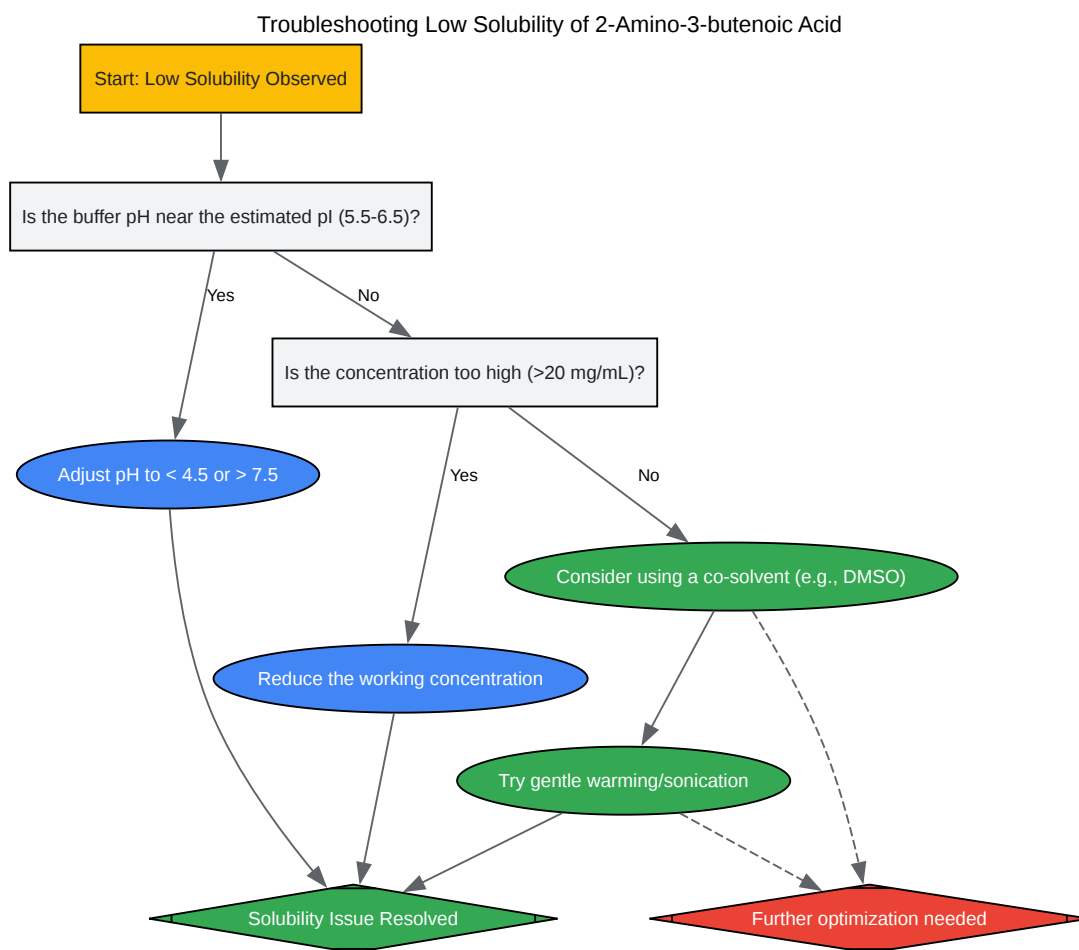 Troubleshooting Low Solubility of 2-Amino-3-butenoic Acid
Start: Low Solubility Observed
Is the buffer pH near the estimated pI (5.5-6.5)?
Yes
No
Is the concentration too high (>20 mg/mL)?
Adjust pH to < 4.5 or > 7.5
Yes
No
Consider using a co-solvent (e.g., DMSO)
Reduce the working concentration
Try gentle warming/sonication
Solubility Issue Resolved
Further optimization needed